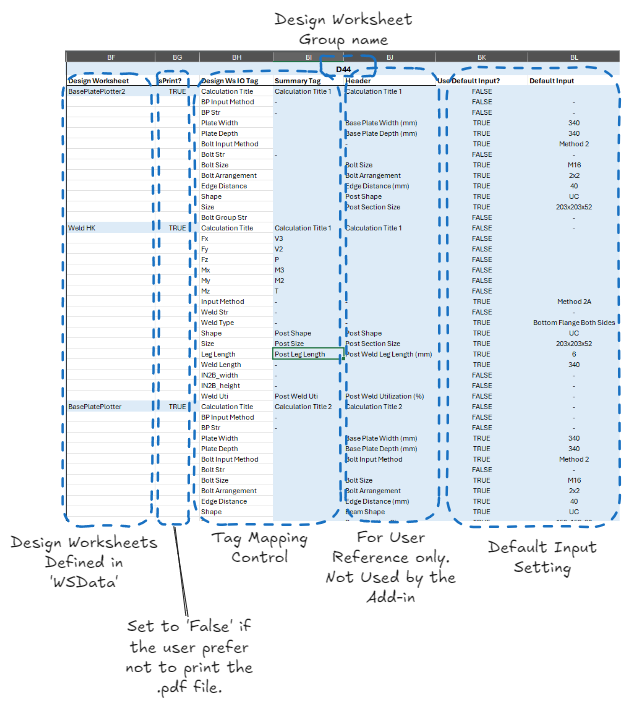 Design Worksheet
Group name
BF BG BH BI BJ BK BL
D44
Design Worksheet isPrint? Design Ws IO Tag Summary Tag Header Use Default Input? Default Input
BasePlatePlotter2 TRUE Calculation Title Calculation Title 1 Calculation Title 1 FALSE
BP Input Method - FALSE -
BP Str - FALSE -
Plate Width Base Plate Width (mm) TRUE 340
Plate Depth Base Plate Depth (mm) TRUE 340
Bolt Input Method - TRUE Method 2
Bolt Str - FALSE -
Bolt Size Bolt Size TRUE M16
Bolt Arrangement Bolt Arrangement TRUE 2x2
Edge Distance Edge Distance (mm) TRUE 40
Shape Post Shape TRUE UC
Size Post Section Size TRUE 203x203x52
Bolt Group Str FALSE -
Weld HK TRUE Calculation Title Calculation Title 1 Calculation Title 1 FALSE
Fx V3 FALSE
Fy V2 FALSE
Fz P FALSE
Mx M3 FALSE
My M2 FALSE
Mz T FALSE
Input Method - - TRUE Method 2A
Weld Str - FALSE -
Weld Type - - TRUE Bottom Flange Both Sides
Shape Post Shape Post Shape TRUE UC
Size Post Size Post Section Size TRUE 203x203x52
Leg Length Post Leg Length Post Weld Leg Length (mm) TRUE 6
Weld Length - TRUE 340
IN2B_width - FALSE -
IN2B_height - FALSE -
Weld Uti Post Weld Uti Post Weld Utilization (%) FALSE -
BasePlatePlotter TRUE Calculation Title Calculation Title 2 Calculation Title 2 FALSE -
BP Input Method - FALSE -
BP Str - FALSE -
Plate Width Base Plate Width (mm) TRUE 340
Plate Depth Base Plate Depth (mm) TRUE 340
Bolt Input Method Bolt Input Method TRUE Method 2
Bolt Str FALSE -
Bolt Size Bolt Size TRUE M16
Bolt Arrangement Bolt Arrangement TRUE 2x2
Edge Distance Edge Distance (mm) TRUE 40
Shape Beam Shape TRUE UC
Design Worksheets
Defined in
'WSData'
Tag Mapping
Control
For User
Reference only.
Not Used by the
Add-in
Default Input
Setting
Set to 'False' if
the user prefer
not to print the
.pdf file.